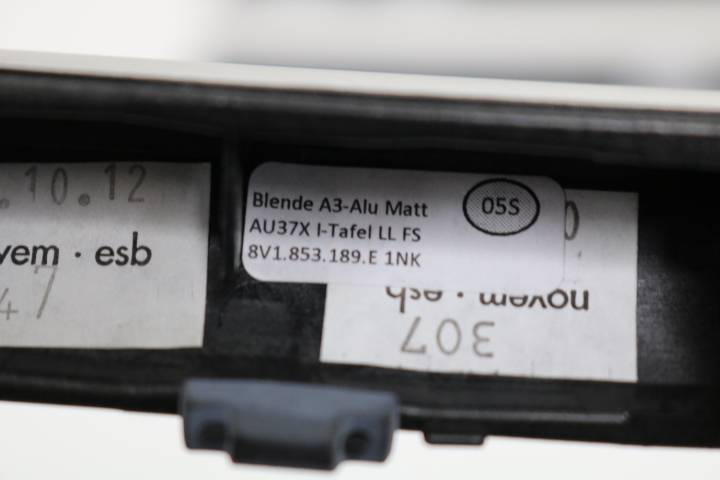 .10.12
vem · esb
47
Blende A3-Alu Matt
05S
AU37X I-Tafel LL FS
8V1.853.189.E 1NK
0
novem · esb
307